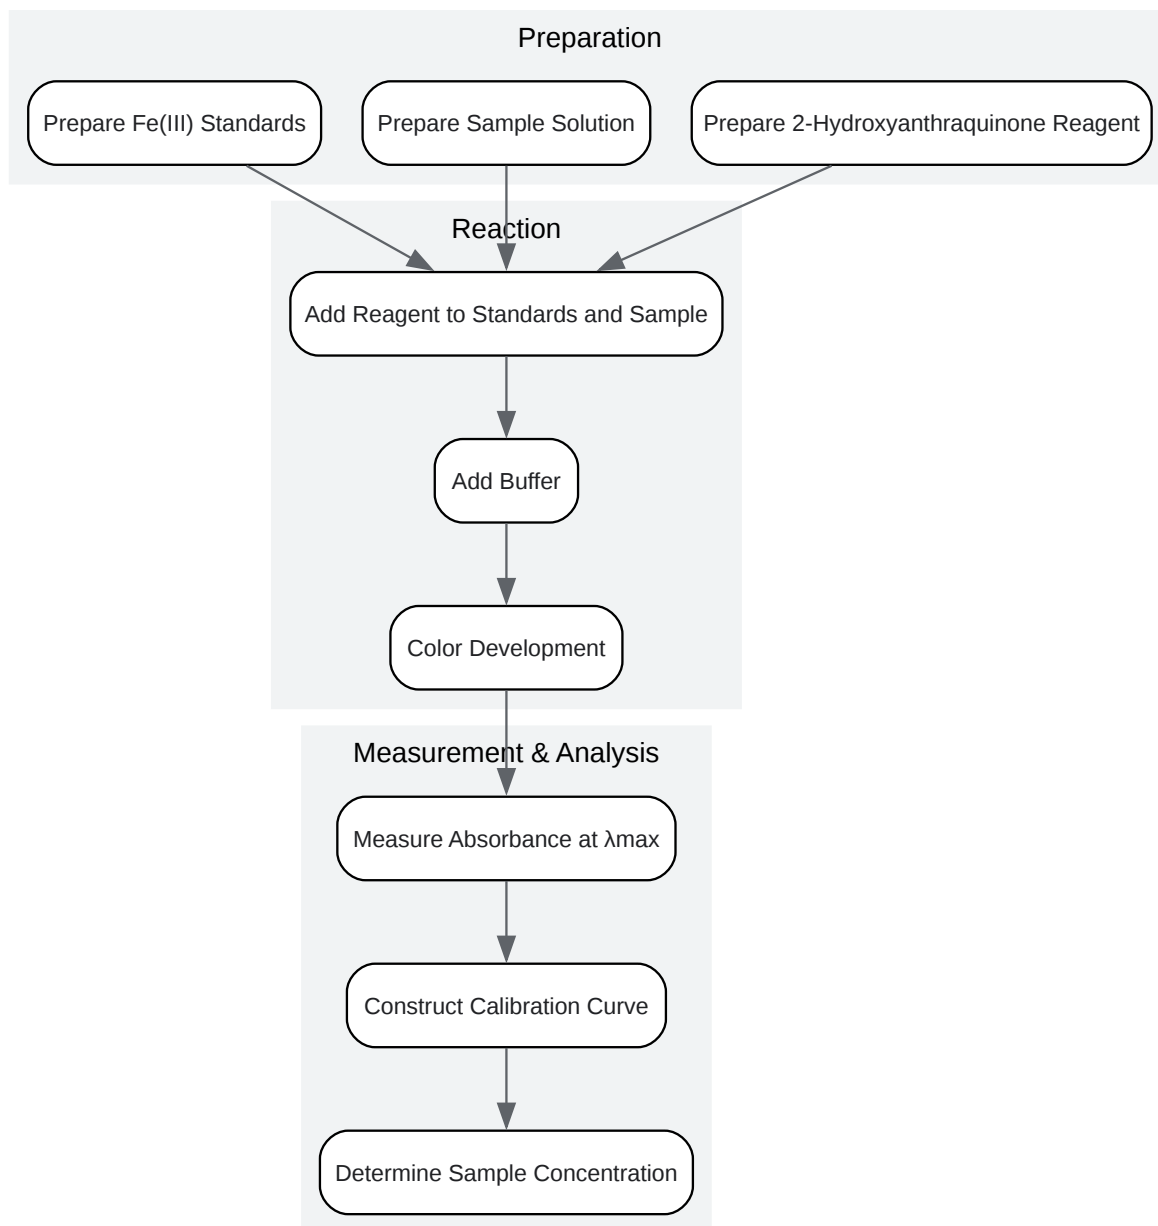 Preparation
Prepare Fe(III) Standards
Prepare Sample Solution
Prepare 2-Hydroxyanthraquinone Reagent
Reaction
Add Reagent to Standards and Sample
Add Buffer
Color Development
Measurement & Analysis
Measure Absorbance at λmax
Construct Calibration Curve
Determine Sample Concentration